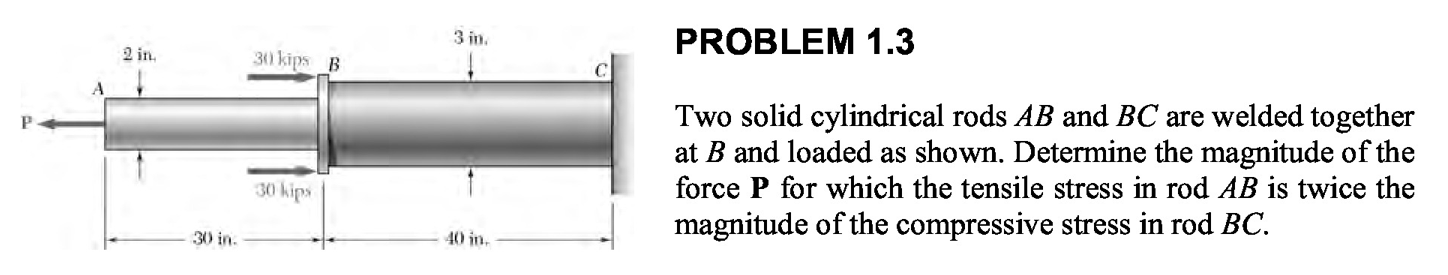 3 in.
2 in.
30 kips
B
C
A
P
30 kips
30 in.
40 in.
PROBLEM 1.3
Two solid cylindrical rods AB and BC are welded together
at B and loaded as shown. Determine the magnitude of the
force P for which the tensile stress in rod AB is twice the
magnitude of the compressive stress in rod BC.